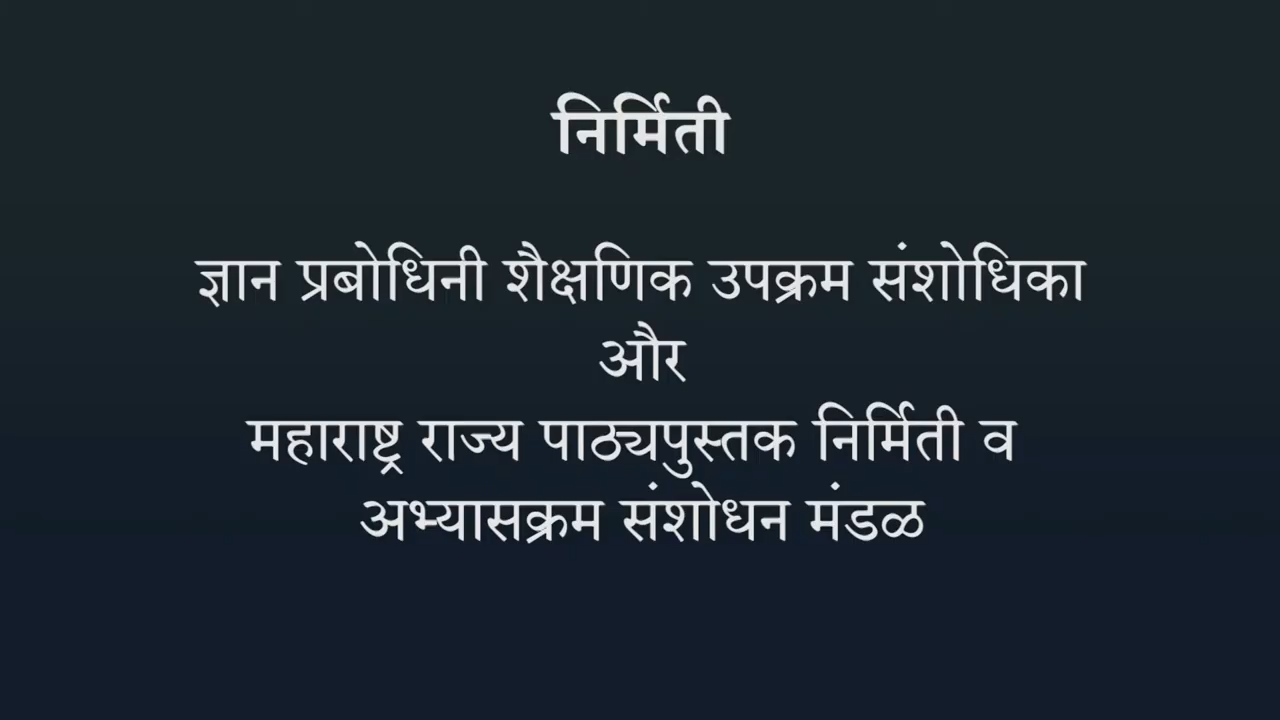 निर्मिती
ज्ञान प्रबोधिनी शैक्षणिक उपक्रम संशोधिका
और
महाराष्ट्र राज्य पाठ्यपुस्तक निर्मिती व
अभ्यासक्रम संशोधन मंडळ